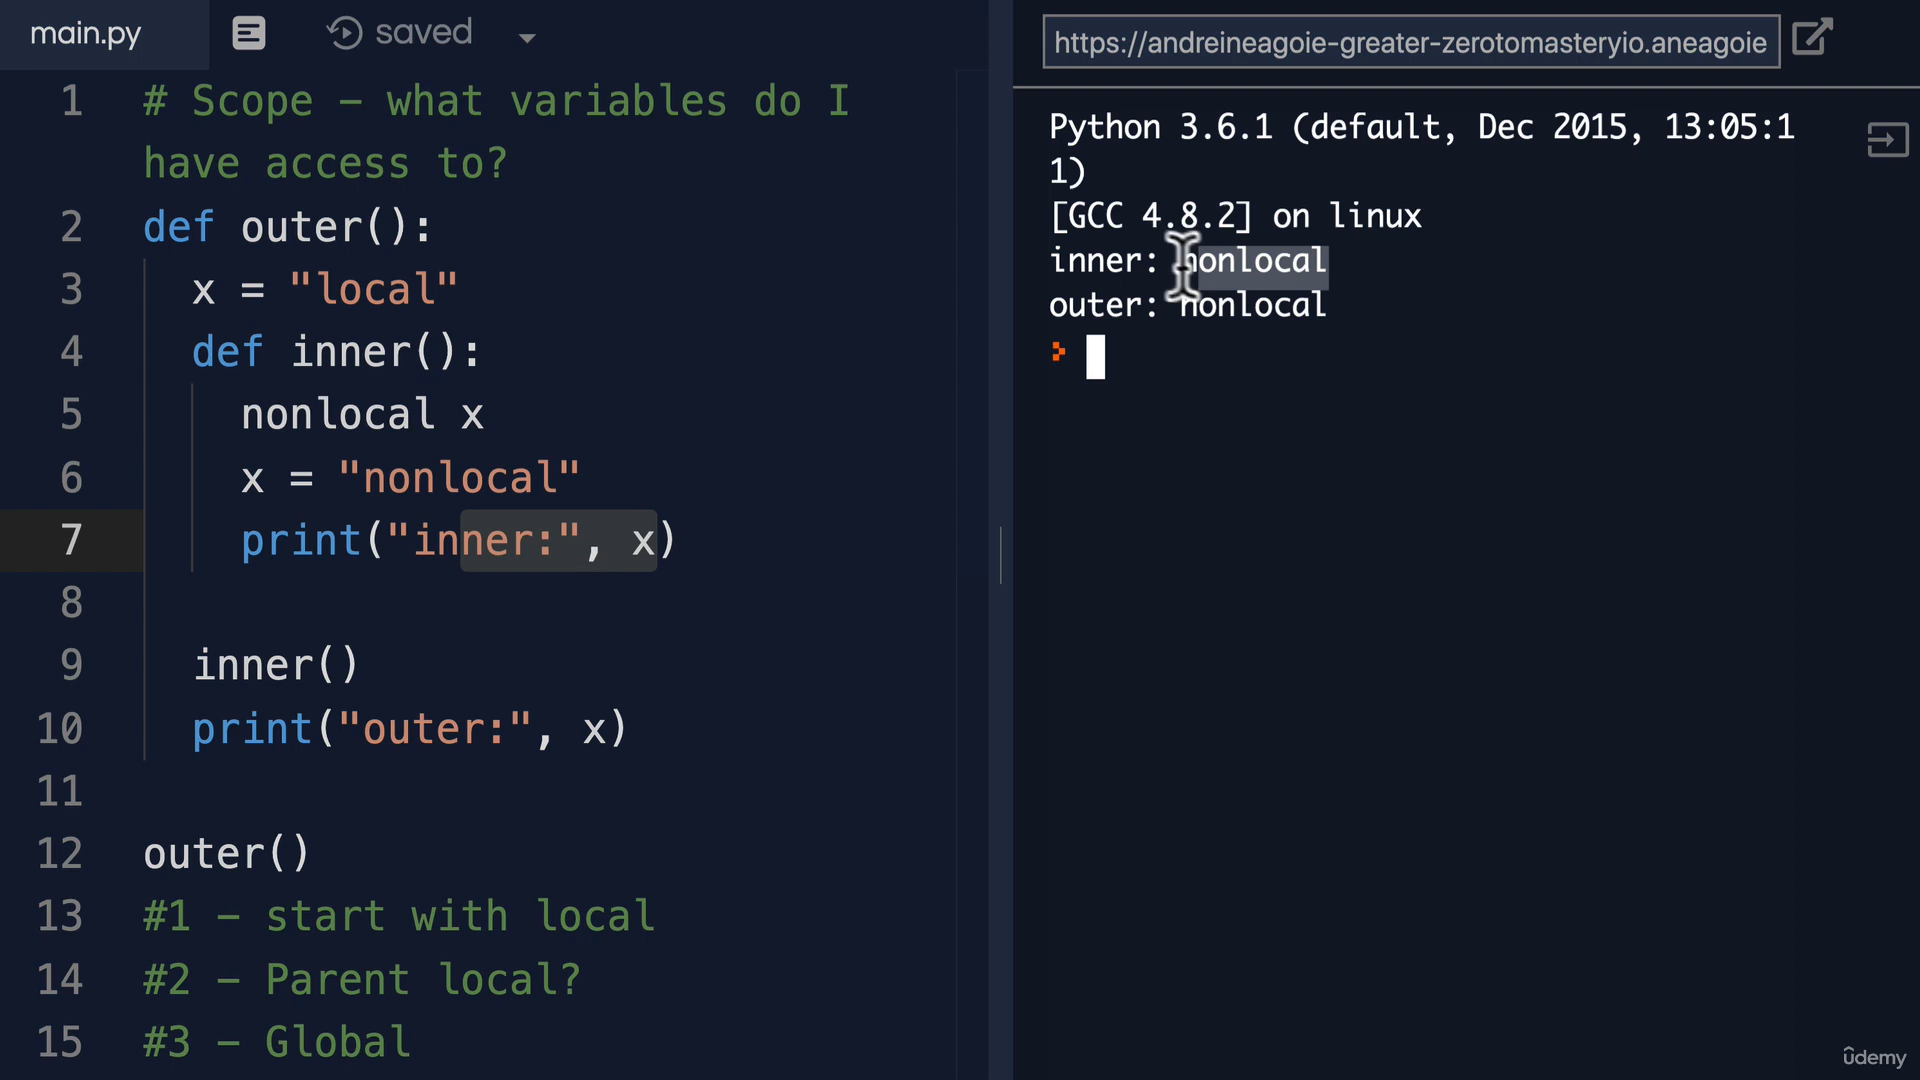 main.py
saved
1 # Scope - what variables do I
have access to?
2 def outer():
3 x = "local"
4 def inner():
5 nonlocal x
6 x = "nonlocal"
7 print("inner:", x)
8
9 inner()
10 print("outer:", x)
11
12 outer()
13 #1 - start with local
14 #2 - Parent local?
15 #3 - Global
https://andreineagoie-greater-zerotomasteryio.aneagoie
Python 3.6.1 (default, Dec 2015, 13:05:1
1)
[GCC 4.8.2] on linux
inner: nonlocal
outer: nonlocal
>
ûdemy